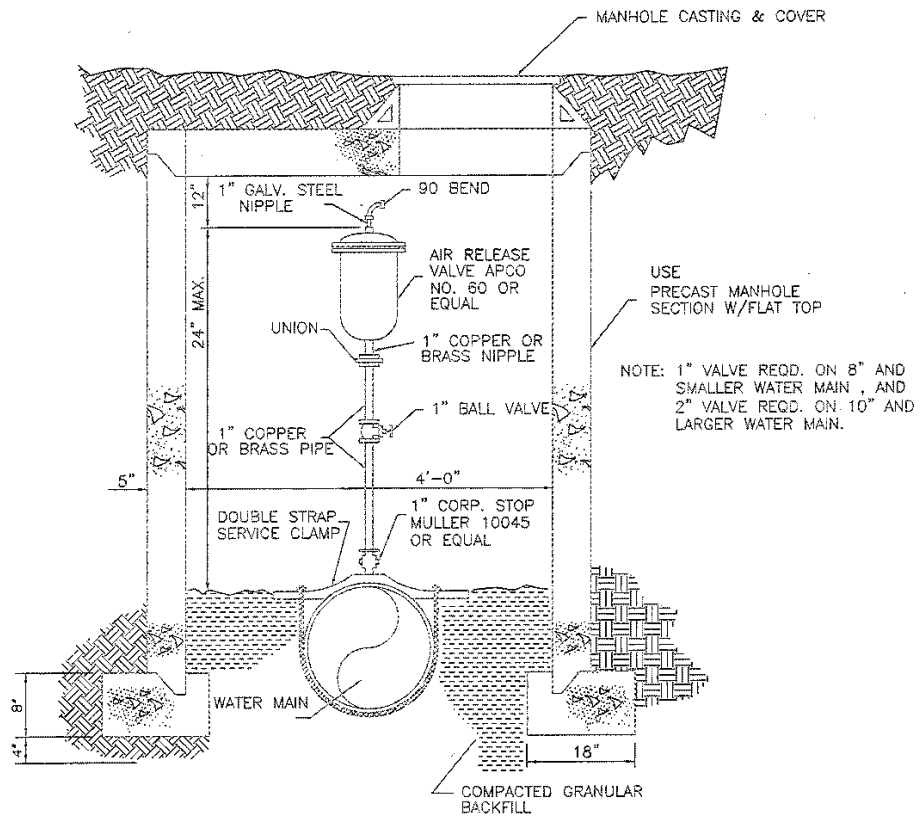 MANHOLE CASTING & COVER
12"
1" GALV. STEEL
NIPPLE
90 BEND
24" MAX.
AIR RELEASE
VALVE APCO
NO. 60 OR
EQUAL
USE
PRECAST MANHOLE
SECTION W/FLAT TOP
UNION
1" COPPER OR
BRASS NIPPLE
NOTE: 1" VALVE REQD. ON 8" AND
SMALLER WATER MAIN , AND
2" VALVE REQD. ON 10" AND
LARGER WATER MAIN.
1" BALL VALVE
1" COPPER
OR BRASS PIPE
5"
4'-0"
DOUBLE STRAP
SERVICE CLAMP
1" CORP. STOP
MULLER 10045
OR EQUAL
WATER MAIN
8"
4"
18"
COMPACTED GRANULAR
BACKFILL